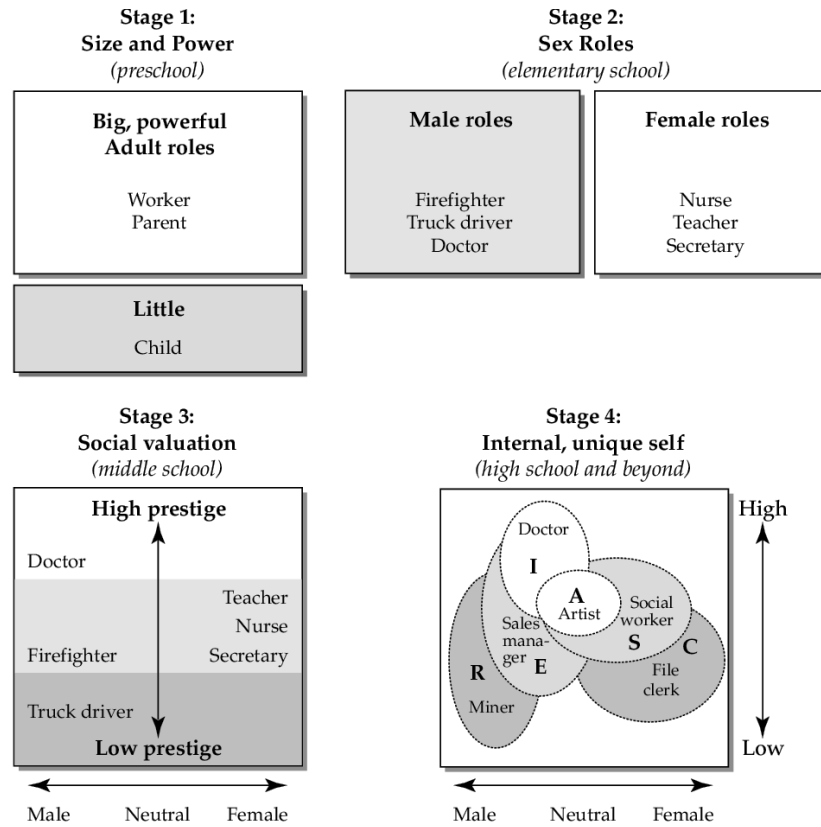 Stage 1:
Size and Power
(preschool)
Big, powerful
Adult roles
Worker
Parent
Little
Child
Stage 2:
Sex Roles
(elementary school)
Male roles
Firefighter
Truck driver
Doctor
Female roles
Nurse
Teacher
Secretary
Stage 3:
Social valuation
(middle school)
High prestige
Doctor
Teacher
Nurse
Firefighter
Secretary
Truck driver
Low prestige
Male
Neutral
Female
Stage 4:
Internal, unique self
(high school and beyond)
High
Doctor
I
A
Artist
Social
worker
S
C
Sales
mana-
ger
E
R
Miner
File
clerk
Low
Male
Neutral
Female